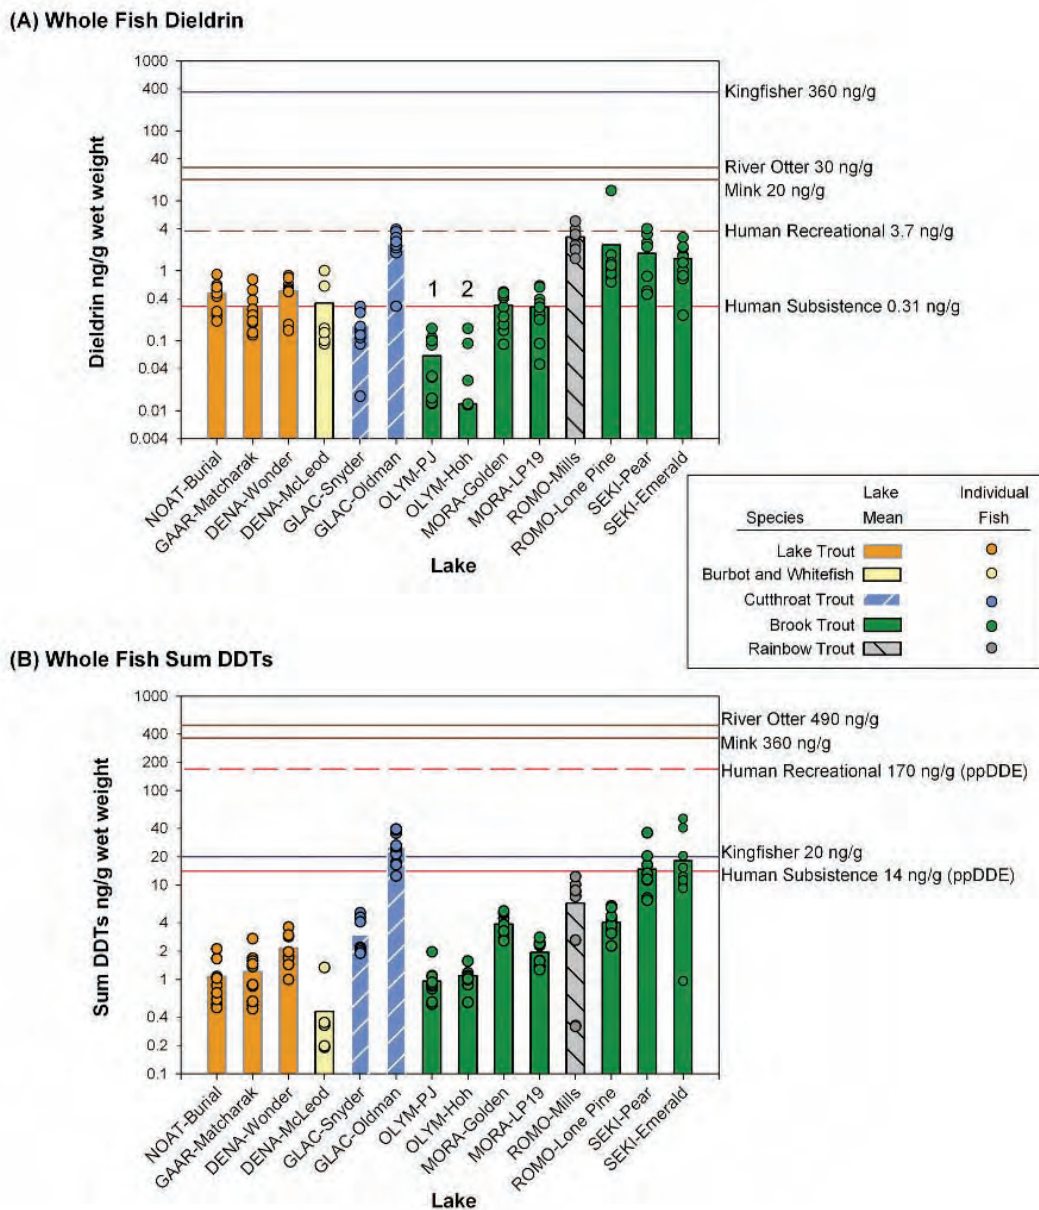 (A) Whole Fish Dieldrin
1000
400
100
40
10
4
1
0.4
0.1
0.04
0.01
0.004
Dieldrin ng/g wet weight
Kingfisher 360 ng/g
River Otter 30 ng/g
Mink 20 ng/g
Human Recreational 3.7 ng/g
Human Subsistence 0.31 ng/g
1 2
NOAT-Burial
GAAR-Matcharak
DENA-Wonder
DENA-McLeod
GLAC-Snyder
GLAC-Oldman
OLYM-PJ
OLYM-Hoh
MORA-Golden
MORA-LP19
ROMO-Mills
ROMO-Lone Pine
SEKI-Pear
SEKI-Emerald
Lake
Lake Individual
Species Mean Fish
Lake Trout
Burbot and Whitefish
Cutthroat Trout
Brook Trout
Rainbow Trout
(B) Whole Fish Sum DDTs
1000
400
200
100
40
20
10
4
2
1
0.4
0.2
0.1
Sum DDTs ng/g wet weight
River Otter 490 ng/g
Mink 360 ng/g
Human Recreational 170 ng/g (ppDDE)
Kingfisher 20 ng/g
Human Subsistence 14 ng/g (ppDDE)
NOAT-Burial
GAAR-Matcharak
DENA-Wonder
DENA-McLeod
GLAC-Snyder
GLAC-Oldman
OLYM-PJ
OLYM-Hoh
MORA-Golden
MORA-LP19
ROMO-Mills
ROMO-Lone Pine
SEKI-Pear
SEKI-Emerald
Lake